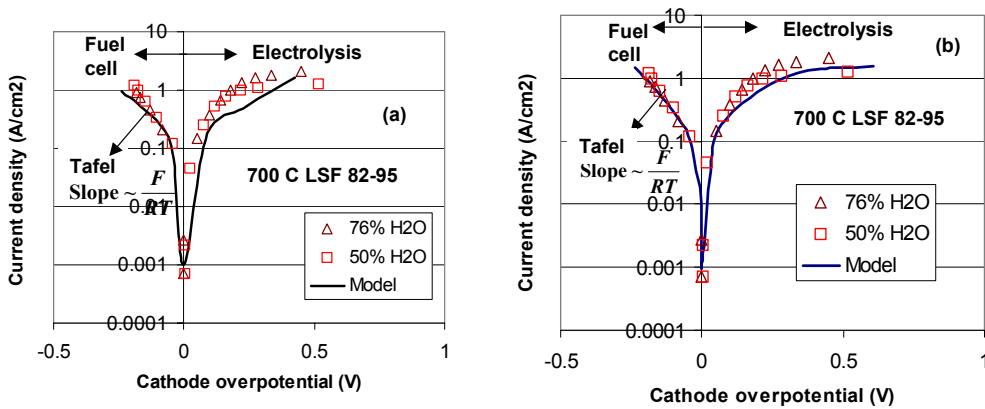 Fuel
cell
Electrolysis
(a)
10
1
0.1
0.01
0.001
0.0001
Current density (A/cm2)
Tafel
Slope ~ F
RT
700 C LSF 82-95
76% H2O
50% H2O
Model
-0.5
0
0.5
1
Cathode overpotential (V)
Fuel
cell
Electrolysis
(b)
10
1
0.1
0.01
0.001
0.0001
Current density (A/cm2)
Tafel
Slope ~ F
RT
700 C LSF 82-95
76% H2O
50% H2O
Model
-0.5
0
0.5
1
Cathode overpotential (V)